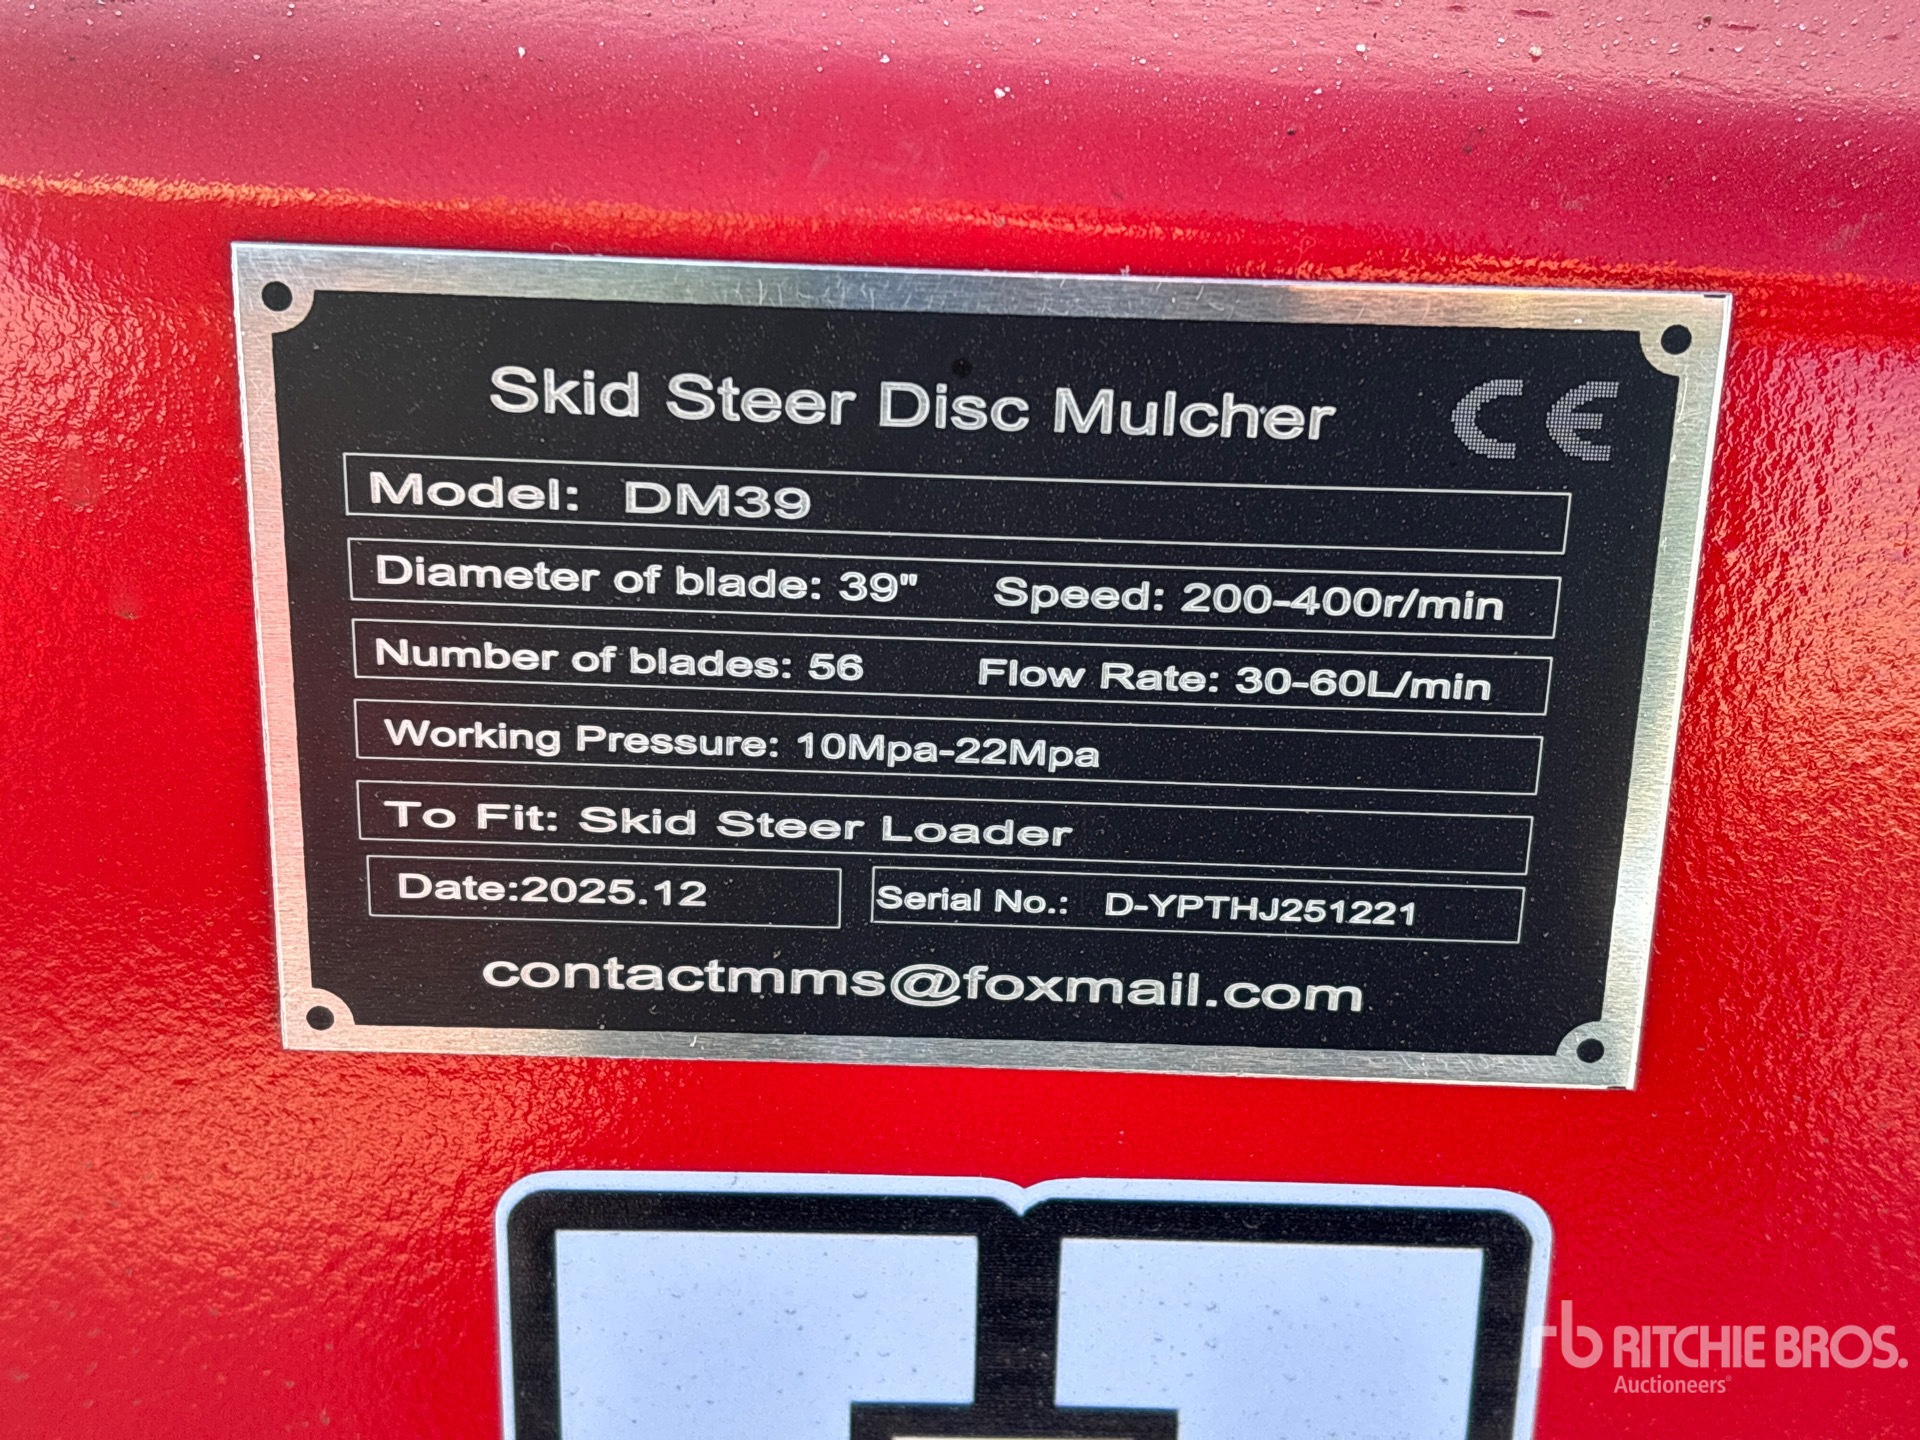 Skid Steer Disc Mulcher CE
Model: DM39
Diameter of blade: 39" Speed: 200-400r/min
Number of blades: 56 Flow Rate: 30-60L/min
Working Pressure: 10Mpa-22Mpa
To Fit: Skid Steer Loader
Date:2025.12 Serial No.: D-YPTHJ251221
contactmms@foxmail.com
rb RITCHIE BROS.
Auctioneers